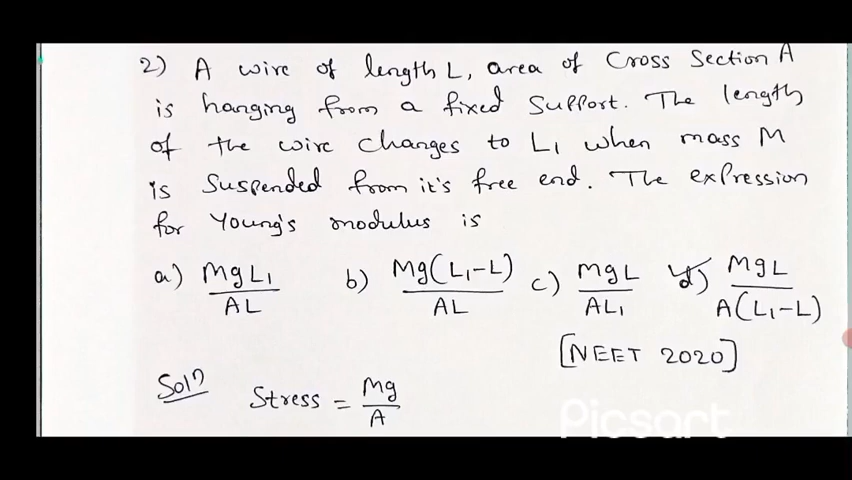 2) A wire of length L, area of Cross Section A
is hanging from a fixed Support. The length
of the wire changes to L₁ when mass M
is Suspended from it's free end. The expression
for Young's modulus is
a) MgL₁/AL b) Mg(L₁-L)/AL c) MgL/AL₁ d) MgL/A(L₁-L)
[NEET 2020]
Solⁿ Stress = Mg/A
Picsart